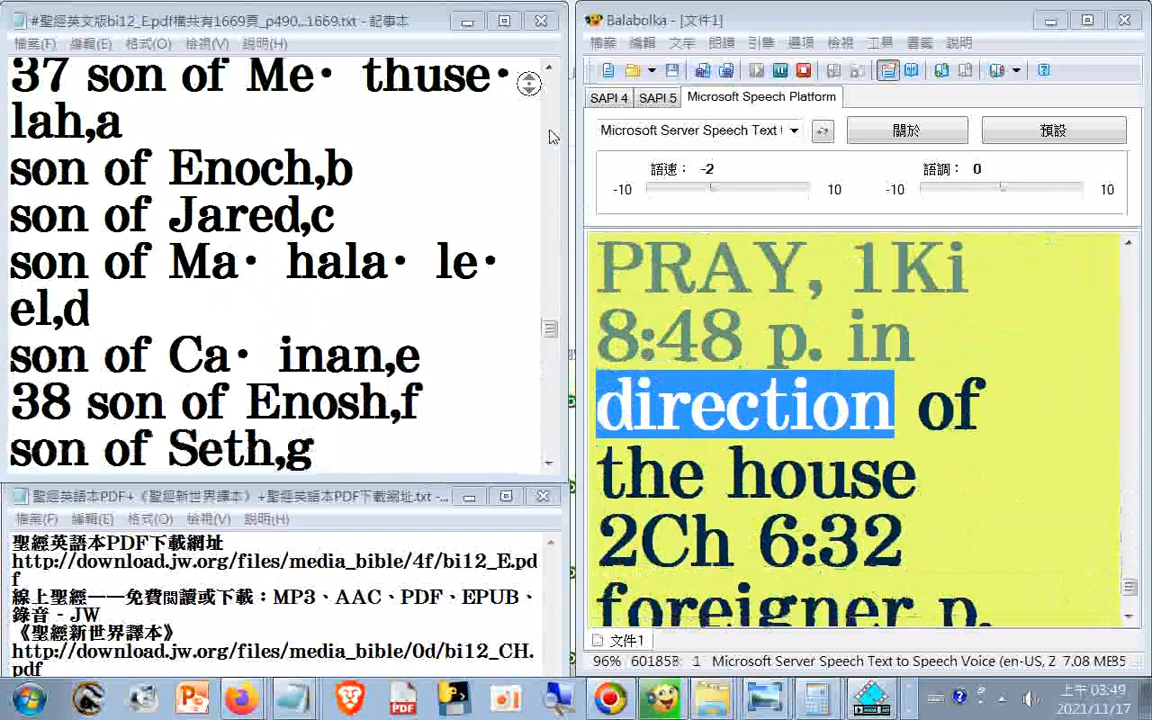 #聖經英文版bi12_E.pdf檔共有1669頁_p490...1669.txt - 記事本
檔案(F) 編輯(E) 格式(O) 檢視(V) 說明(H)
37 son of Me· thuse·
lah,a
son of Enoch,b
son of Jared,c
son of Ma· hala· le·
el,d
son of Ca· inan,e
38 son of Enosh,f
son of Seth,g
聖經英語本PDF+《聖經新世界譯本》+聖經英語本PDF下載網址.txt - ...
檔案(F) 編輯(E) 格式(O) 檢視(V) 說明(H)
聖經英語本PDF下載網址
http://download.jw.org/files/media_bible/4f/bi12_E.pd
f
線上聖經——免費閱讀或下載：MP3、AAC、PDF、EPUB、
錄音 - JW
《聖經新世界譯本》
http://download.jw.org/files/media_bible/0d/bi12_CH.
pdf
Balabolka - [文件1]
檔案 編輯 文字 朗讀 引擎 選項 檢視 工具 書籤 說明
SAPI 4 SAPI 5 Microsoft Speech Platform
Microsoft Server Speech Text 關於 預設
語速： -2 語調： 0
-10 10 -10 10
PRAY, 1Ki
8:48 p. in
direction of
the house
2Ch 6:32
foreigner p.
文件1
96% 601858: 1 Microsoft Server Speech Text to Speech Voice (en-US, Z 7.08 MB
上午 03:49
2021/11/17